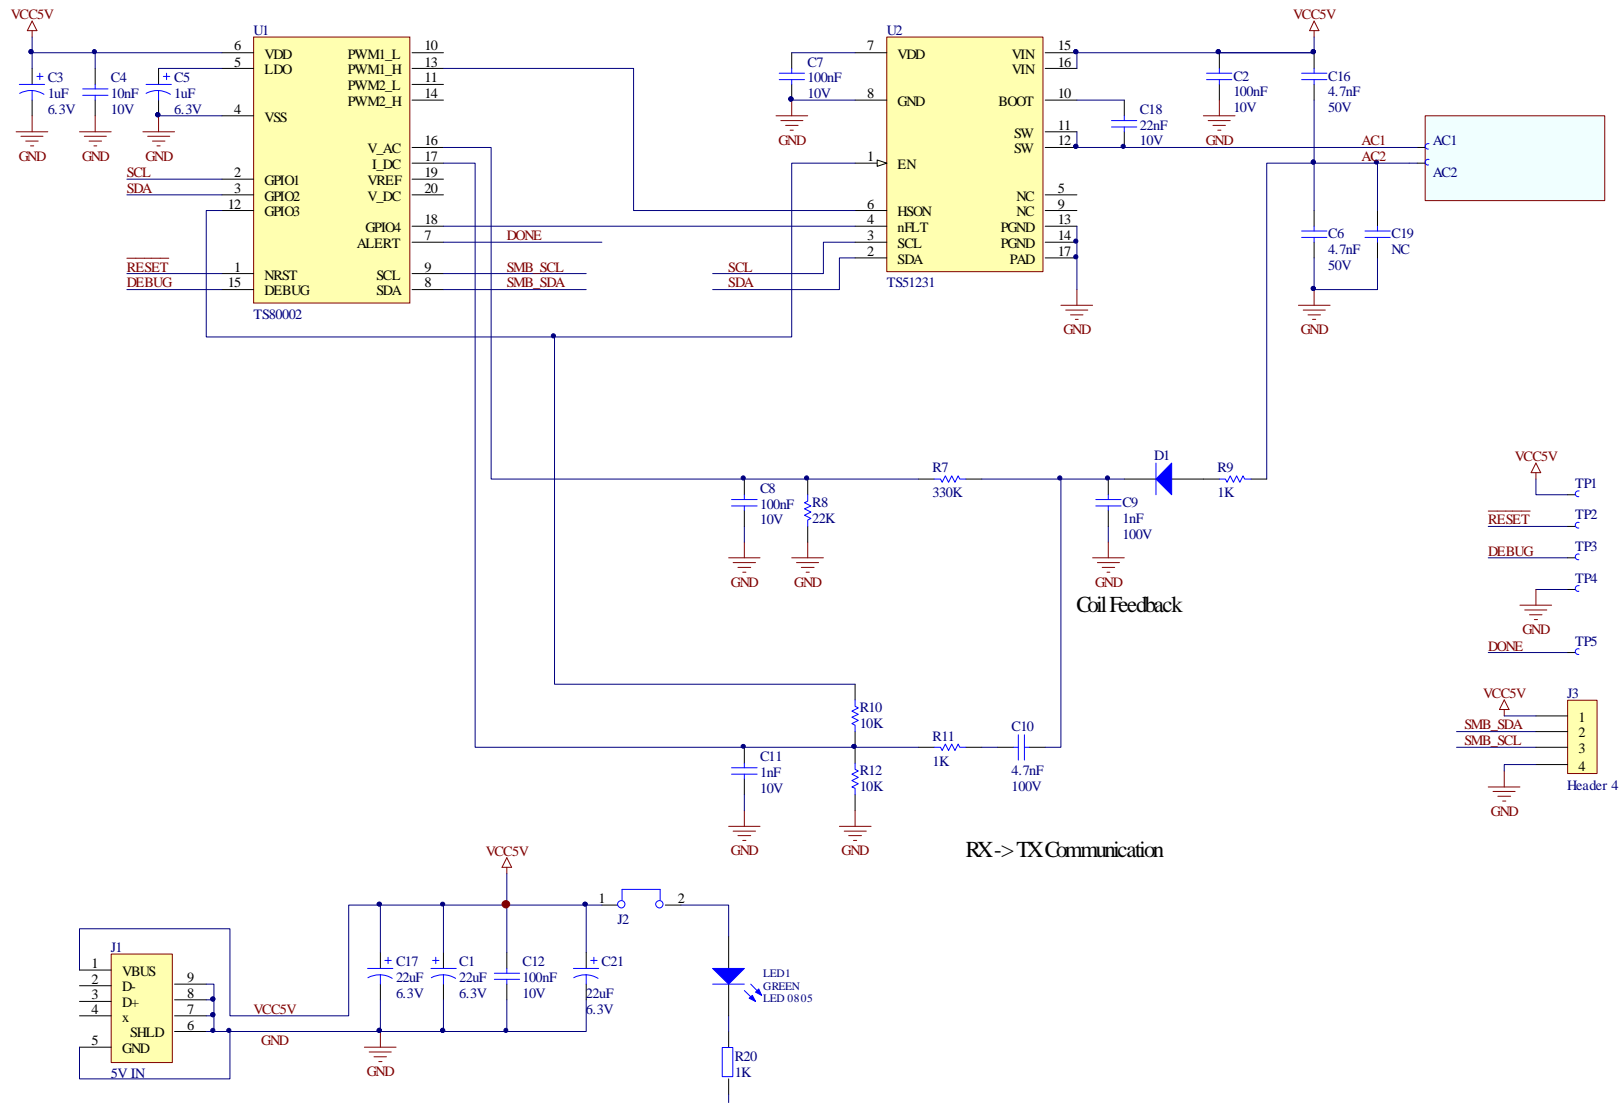 VCC5V
VCC5V
U1
U2
6 VDD
5 LDO
4 VSS
2 GPIO1
3 GPIO2
12 GPIO3
1 NRST
15 DEBUG
PWM1_L 10
PWM1_H 13
PWM2_L 11
PWM2_H 14
V_AC 16
I_DC 17
VREF 19
V_DC 20
GPIO4 18
ALERT 7
SCL 9
SDA 8
TS80002
C3
1uF
6.3V
GND
C4
10nF
10V
GND
C5
1uF
6.3V
GND
SCL
SDA
RESET
DEBUG
DONE
SMB_SCL
SMB_SDA
SCL
SDA
C7
100nF
10V
GND
7 VDD
8 GND
1 EN
6 HSON
4 nFLT
3 SCL
2 SDA
VIN 15
VIN 16
BOOT 10
SW 11
SW 12
NC 5
NC 9
PGND 13
PGND 14
PAD 17
TS51231
GND
C18
22nF
10V
C2
100nF
10V
GND
C16
4.7nF
50V
AC1
AC2
AC1
AC2
C6
4.7nF
50V
C19
NC
GND
C8
100nF
10V
GND
R8
22K
GND
R7
330K
C9
1nF
100V
GND
D1
R9
1K
Coil Feedback
VCC5V
TP1
RESET
TP2
DEBUG
TP3
TP4
GND
DONE
TP5
R10
10K
R11
1K
C10
4.7nF
100V
C11
1nF
10V
GND
R12
10K
GND
RX -> TX Communication
J3
VCC5V
1
SMB_SDA
2
SMB_SCL
3
4
GND
Header 4
VCC5V
1
2
J2
J1
1 VBUS
2 D-
3 D+
4 x
5 GND
SHLD
9
8
7
6
5V IN
VCC5V
GND
C17
22uF
6.3V
GND
C1
22uF
6.3V
C12
100nF
10V
C21
22uF
6.3V
LED1
GREEN
LED 0805
R20
1K